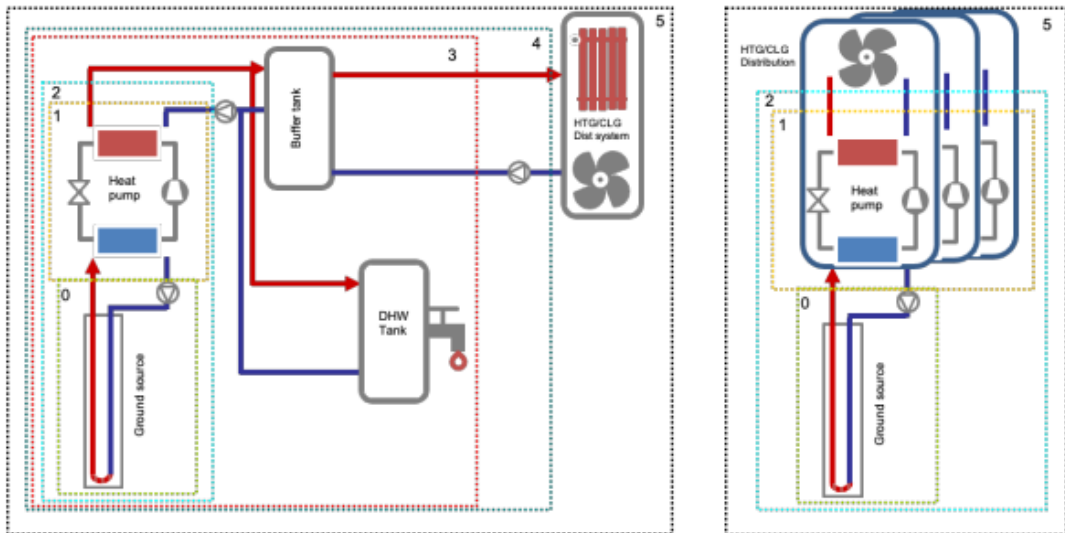 5
4
3
2
1
Heat
pump
0
Ground source
Buffer tank
DHW
Tank
HTG/CLG
Dist system
5
HTG/CLG
Distribution
2
1
Heat
pump
0
Ground source